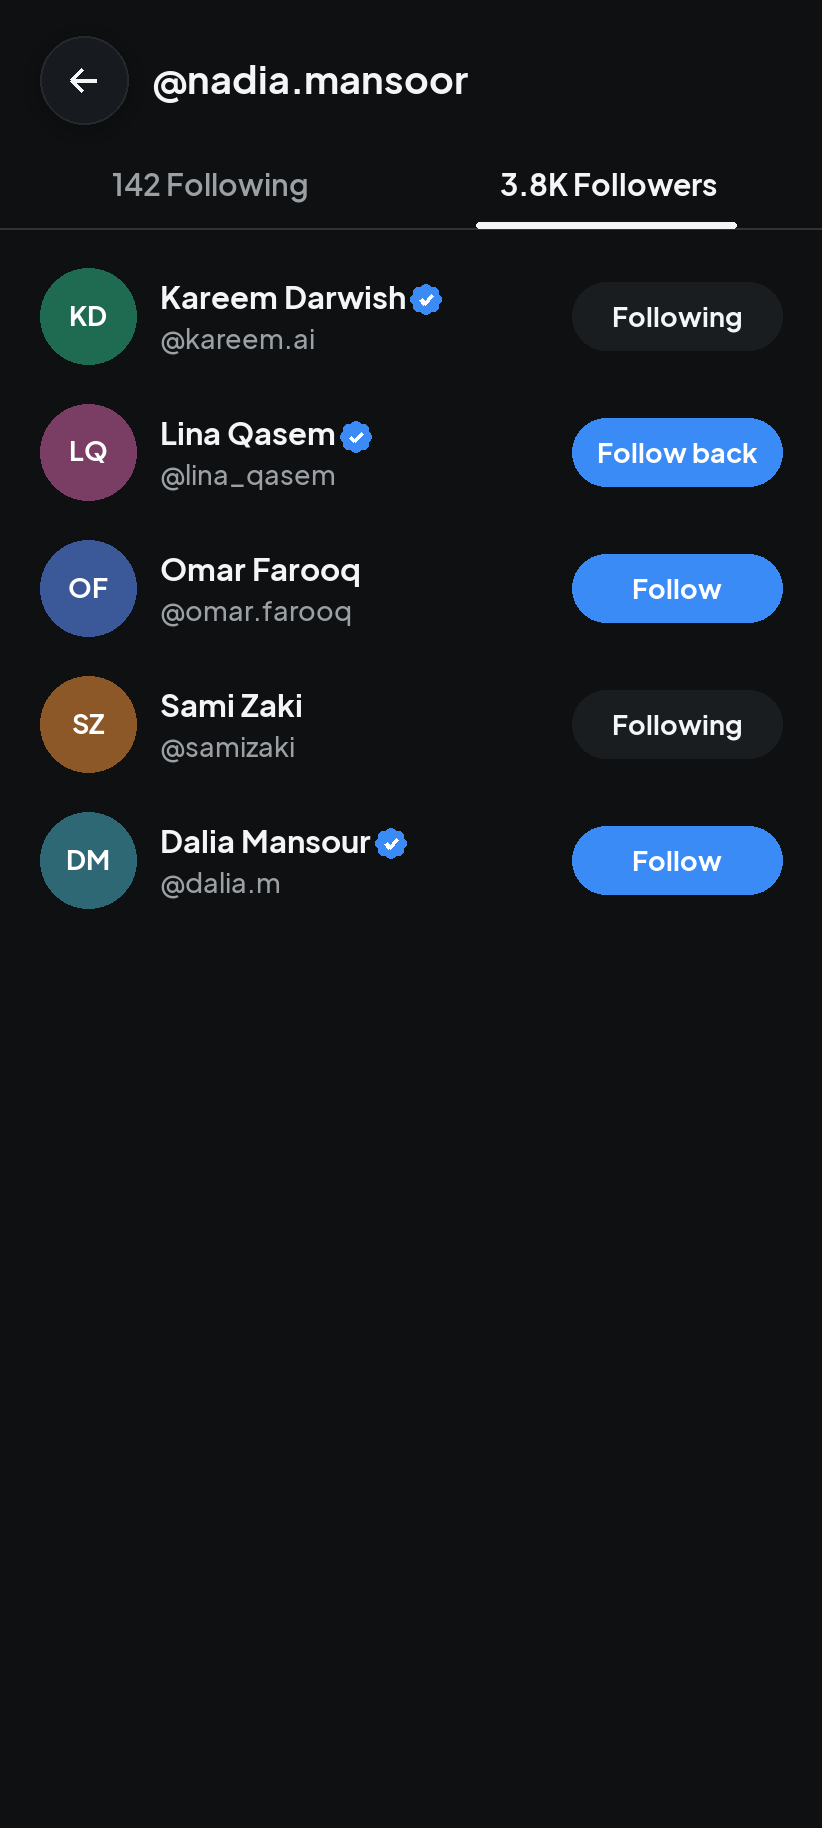 @nadia.mansoor
142 Following
3.8K Followers
KD
Kareem Darwish
@kareem.ai
Following
LQ
Lina Qasem
@lina_qasem
Follow back
OF
Omar Farooq
@omar.farooq
Follow
SZ
Sami Zaki
@samizaki
Following
DM
Dalia Mansour
@dalia.m
Follow